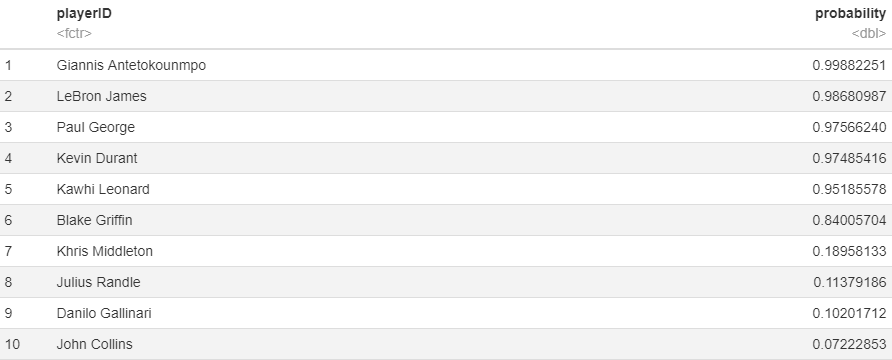 playerID probability
<fctr> <dbl>
1 Giannis Antetokounmpo 0.99882251
2 LeBron James 0.98680987
3 Paul George 0.97566240
4 Kevin Durant 0.97485416
5 Kawhi Leonard 0.95185578
6 Blake Griffin 0.84005704
7 Khris Middleton 0.18958133
8 Julius Randle 0.11379186
9 Danilo Gallinari 0.10201712
10 John Collins 0.07222853